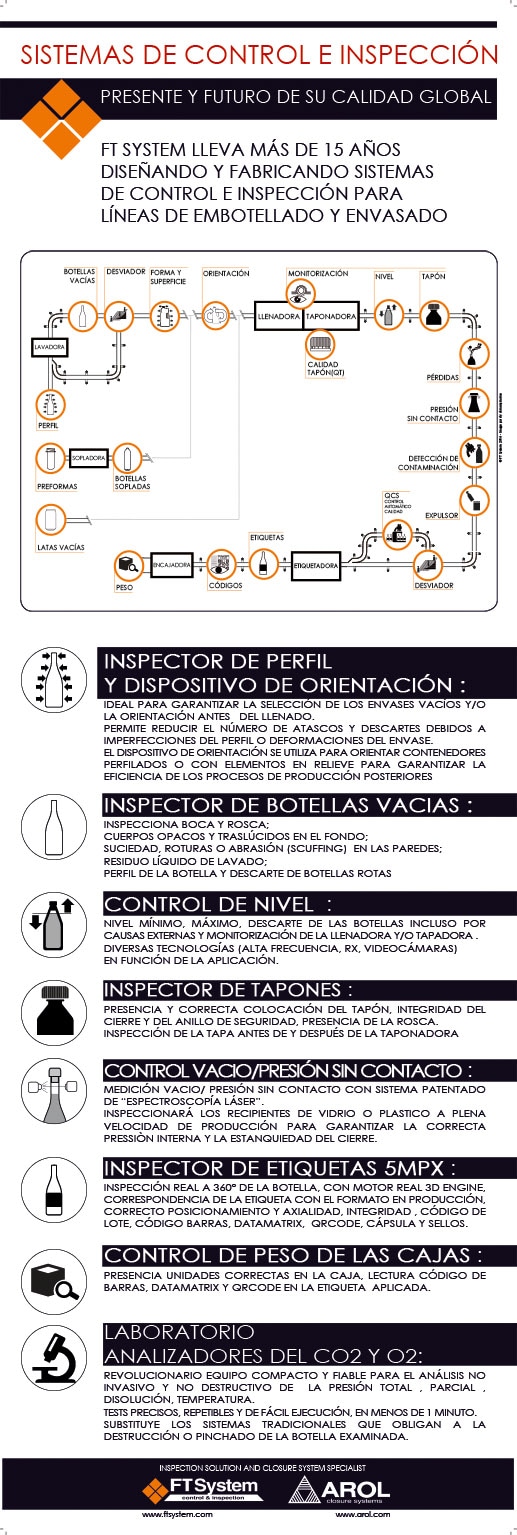 SISTEMAS DE CONTROL E INSPECCIÓN
PRESENTE Y FUTURO DE SU CALIDAD GLOBAL
FT SYSTEM LLEVA MÁS DE 15 AÑOS
DISEÑANDO Y FABRICANDO SISTEMAS
DE CONTROL E INSPECCIÓN PARA
LÍNEAS DE EMBOTELLADO Y ENVASADO
BOTELLAS
VACÍAS
DESVIADOR
FORMA Y
SUPERFICIE
ORIENTACIÓN
MONITORIZACIÓN
NIVEL
TAPÓN
LLENADORA
TAPONADORA
LAVADORA
CALIDAD
TAPÓN(QT)
PÉRDIDAS
PERFIL
PRESIÓN
SIN CONTACTO
SOPLADORA
DETECCIÓN DE
CONTAMINACIÓN
PREFORMAS
BOTELLAS
SOPLADAS
QCS
CONTROL
AUTOMÁTICO
CALIDAD
EXPULSOR
LATAS VACÍAS
ETIQUETAS
ENCAJADORA
ETIQUETADORA
PESO
CÓDIGOS
DESVIADOR
INSPECTOR DE PERFIL
Y DISPOSITIVO DE ORIENTACIÓN :
IDEAL PARA GARANTIZAR LA SELECCIÓN DE LOS ENVASES VACÍOS Y/O
LA ORIENTACIÓN ANTES DEL LLENADO.
PERMITE REDUCIR EL NÚMERO DE ATASCOS Y DESCARTES DEBIDOS A
IMPERFECCIONES DEL PERFIL O DEFORMACIONES DEL ENVASE.
EL DISPOSITIVO DE ORIENTACIÓN SE UTILIZA PARA ORIENTAR CONTENEDORES
PERFILADOS O CON ELEMENTOS EN RELIEVE PARA GARANTIZAR LA
EFICIENCIA DE LOS PROCESOS DE PRODUCCIÓN POSTERIORES
INSPECTOR DE BOTELLAS VACIAS :
INSPECCIONA BOCA Y ROSCA;
CUERPOS OPACOS Y TRASLÚCIDOS EN EL FONDO;
SUCIEDAD, ROTURAS O ABRASIÓN (SCUFFING) EN LAS PAREDES;
RESIDUO LÍQUIDO DE LAVADO;
PERFIL DE LA BOTELLA Y DESCARTE DE BOTELLAS ROTAS
CONTROL DE NIVEL :
NIVEL MÍNIMO, MÁXIMO, DESCARTE DE LAS BOTELLAS INCLUSO POR
CAUSAS EXTERNAS Y MONITORIZACIÓN DE LA LLENADORA Y/O TAPADORA .
DIVERSAS TECNOLOGÍAS (ALTA FRECUENCIA, RX, VIDEOCÁMARAS)
EN FUNCIÓN DE LA APLICACIÓN.
INSPECTOR DE TAPONES :
PRESENCIA Y CORRECTA COLOCACIÓN DEL TAPÓN, INTEGRIDAD DEL
CIERRE Y DEL ANILLO DE SEGURIDAD, PRESENCIA DE LA ROSCA.
INSPECCIÓN DE LA TAPA ANTES DE Y DESPUÉS DE LA TAPONADORA
CONTROL VACIO/PRESIÓN SIN CONTACTO :
MEDICIÓN VACIO/ PRESIÓN SIN CONTACTO CON SISTEMA PATENTADO
DE “ESPECTROSCOPÍA LÁSER”.
INSPECCIONARÁ LOS RECIPIENTES DE VIDRIO O PLASTICO A PLENA
VELOCIDAD DE PRODUCCIÓN PARA GARANTIZAR LA CORRECTA
PRESSIÒN INTERNA Y LA ESTANQUIEDAD DEL CIERRE.
INSPECTOR DE ETIQUETAS 5MPX :
INSPECCIÓN REAL A 360º DE LA BOTELLA, CON MOTOR REAL 3D ENGINE,
CORRESPONDENCIA DE LA ETIQUETA CON EL FORMATO EN PRODUCCIÓN,
CORRECTO POSICIONAMIENTO Y AXIALIDAD, INTEGRIDAD , CÓDIGO DE
LOTE, CÓDIGO BARRAS, DATAMATRIX, QRCODE, CÁPSULA Y SELLOS.
CONTROL DE PESO DE LAS CAJAS :
PRESENCIA UNIDADES CORRECTAS EN LA CAJA, LECTURA CÓDIGO DE
BARRAS, DATAMATRIX Y QRCODE EN LA ETIQUETA APLICADA.
LABORATORIO
ANALIZADORES DEL CO2 Y O2:
REVOLUCIONARIO EQUIPO COMPACTO Y FIABLE PARA EL ANÁLISIS NO
INVASIVO Y NO DESTRUCTIVO DE LA PRESIÓN TOTAL , PARCIAL ,
DISOLUCIÓN, TEMPERATURA.
TESTS PRECISOS, REPETIBLES Y DE FÁCIL EJECUCIÓN, EN MENOS DE 1 MINUTO.
SUBSTITUYE LOS SISTEMAS TRADICIONALES QUE OBLIGAN A LA
DESTRUCCIÓN O PINCHADO DE LA BOTELLA EXAMINADA.
INSPECTION SOLUTION AND CLOSURE SYSTEM SPECIALIST
FTSystem
control & inspection
AROL
closure systems
www.ftsystem.com
www.arol.com